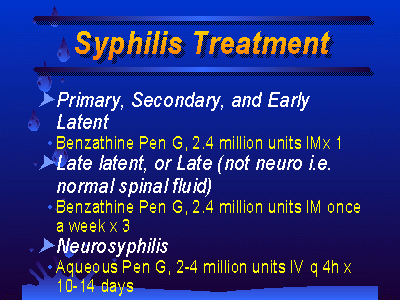 Syphilis Treatment
Primary, Secondary, and Early
Latent
• Benzathine Pen G, 2.4 million units IMx 1
Late latent, or Late (not neuro i.e.
normal spinal fluid)
• Benzathine Pen G, 2.4 million units IM once
a week x 3
Neurosyphilis
• Aqueous Pen G, 2-4 million units IV q 4h x
10-14 days